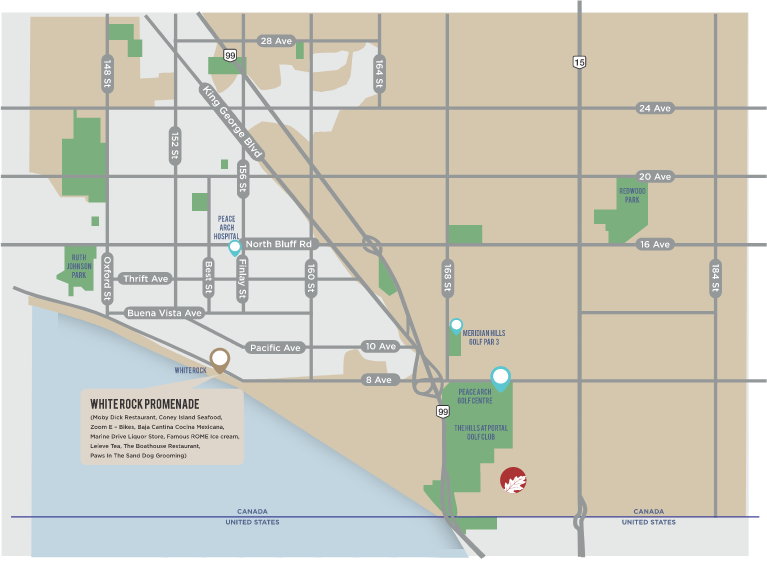 28 Ave
99
15
148 St
164 St
King George Blvd
24 Ave
152 St
156 St
20 Ave
REDWOOD
PARK
PEACE
ARCH
HOSPITAL
North Bluff Rd
16 Ave
RUTH
JOHNSON
PARK
Oxford St
Thrift Ave
Best St
Finlay St
160 St
168 St
184 St
Buena Vista Ave
MERIDIAN HILLS
GOLF PAR 3
Pacific Ave
10 Ave
WHITE ROCK
8 Ave
PEACE ARCH
GOLF CENTRE
WHITE ROCK PROMENADE
(Moby Dick Restaurant, Coney Island Seafood,
Zoom E - Bikes, Baja Cantina Cocina Mexicana,
Marine Drive Liquor Store, Famous ROME Ice cream,
Le/eve Tea, The Boathouse Restaurant,
Paws In The Sand Dog Grooming)
99
THE HILLS AT PORTAL
GOLF CLUB
CANADA
UNITED STATES
CANADA
UNITED STATES